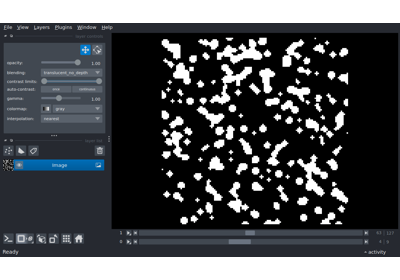 File View Layers Plugins Window Help
opacity: 1.00
blending: translucent_no_depth
contrast limits:
auto-contrast: once continuous
gamma: 1.00
colormap: gray
interpolation: nearest
Image
Ready
activity